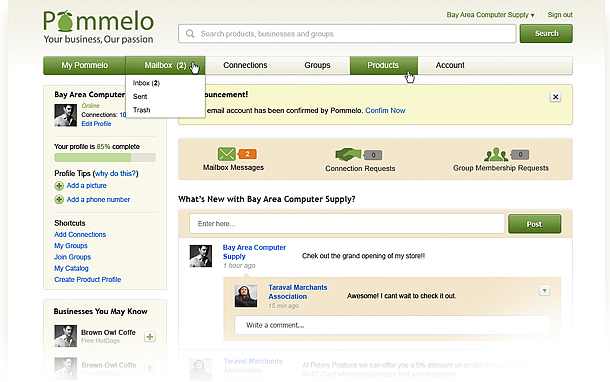 Pommelo
Your business, Our passion
Bay Area Computer Supply
Sign out
Search products, businesses and groups
Search
My Pommelo
Mailbox (2)
Connections
Groups
Products
Account
Inbox (2)
Sent
Trash
Bay Area Computer
Online
Connections: 10
Edit Profile
ouncement!
email account has been confirmed by Pommelo. Confim Now
Your profile is 85% complete
Profile Tips (why do this?)
Add a picture
Add a phone number
2
Mailbox Messages
0
Connection Requests
0
Group Membership Requests
Shortcuts
Add Connections
My Groups
Join Groups
My Catalog
Create Product Profile
What's New with Bay Area Computer Supply?
Enter here...
Post
Bay Area Computer
Supply
1 hour ago
Chek out the grand opening of my store!!
Taraval Marchants
Association
15 min ago
Awesome! I cant wait to check it out.
Write a comment....
Businesses You May Know
Brown Owl Coffe
Free HotDogs
Brown Owl Coffe
Taraval Marchants
Association
At Peters Produce we can offer you a 5% discount on production